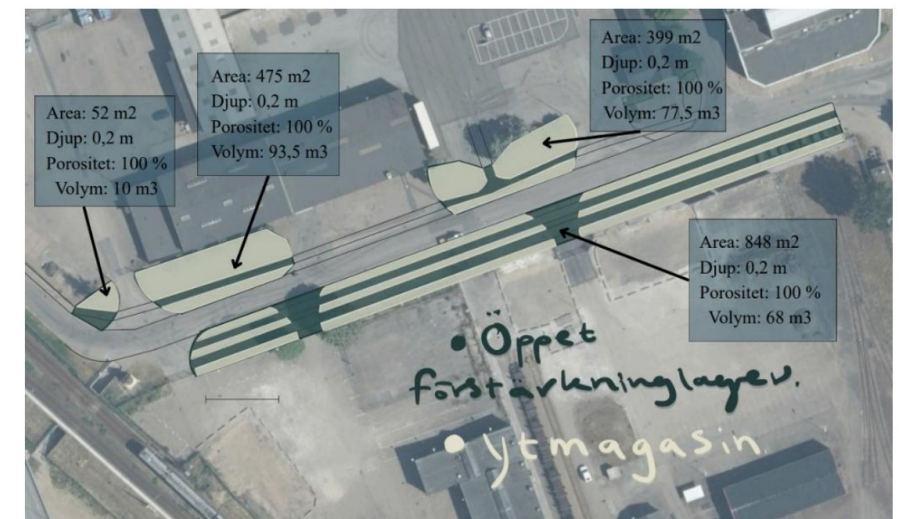 Area: 52 m2
Djup: 0,2 m
Porositet: 100 %
Volym: 10 m3
Area: 475 m2
Djup: 0,2 m
Porositet: 100 %
Volym: 93,5 m3
Area: 399 m2
Djup: 0,2 m
Porositet: 100 %
Volym: 77,5 m3
Area: 848 m2
Djup: 0,2 m
Porositet: 100 %
Volym: 68 m3
• Öppet
förstärkninglager.
• ytmagasin